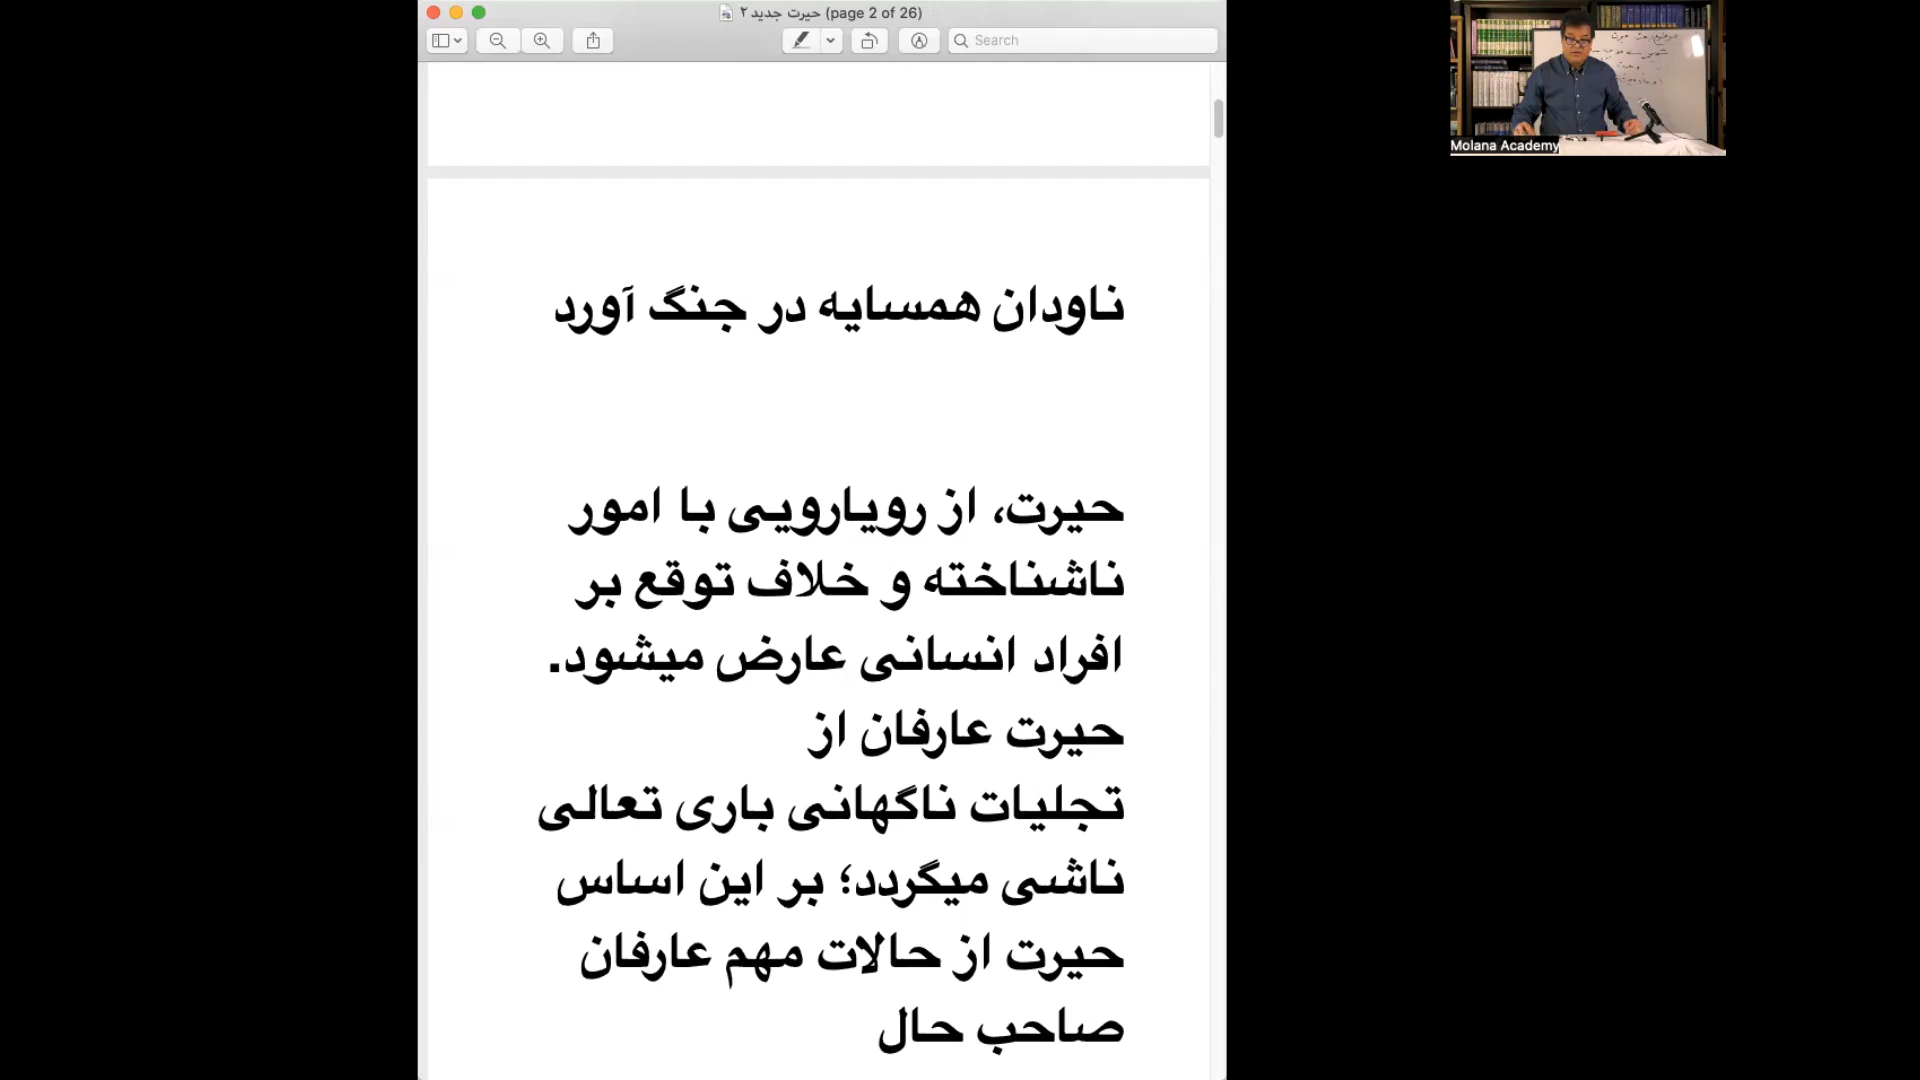 حیرت جدید ۲ (page 2 of 26)
Search
ناودان همسایه در جنگ آورد
حیرت، از رویارویی با امور
ناشناخته و خلاف توقع بر
افراد انسانی عارض میشود.
حیرت عارفان از
تجلیات ناگهانی باری تعالی
ناشی میگردد؛ بر این اساس
حیرت از حالات مهم عارفان
صاحب حال
Molana Academy